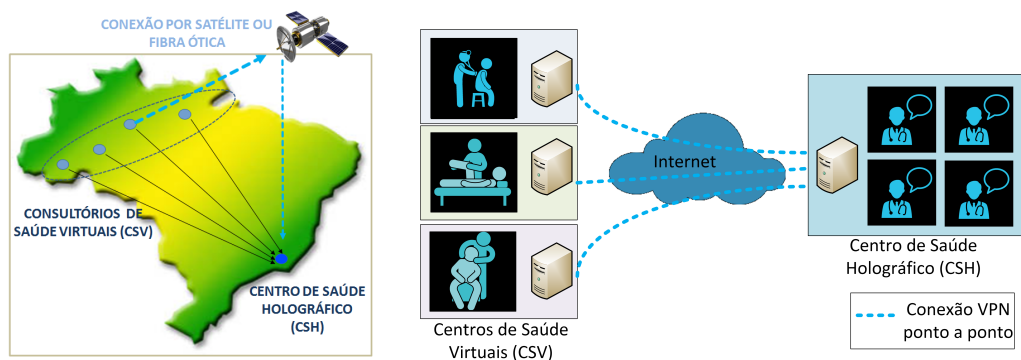 CONEXÃO POR SATÉLITE OU
FIBRA ÓTICA
CONSULTÓRIOS DE
SAÚDE VIRTUAIS (CSV)
CENTRO DE SAÚDE
HOLOGRÁFICO
(CSH)
Internet
Centros de Saúde
Virtuais (CSV)
Centro de Saúde
Holográfico (CSH)
Conexão VPN
ponto a ponto